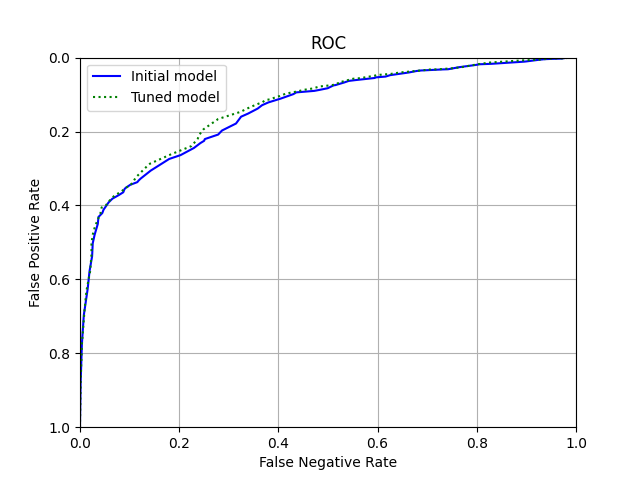 ROC
Initial model
Tuned model
0.0
0.2
0.4
0.6
0.8
1.0
False Positive Rate
0.0 0.2 0.4 0.6 0.8 1.0
False Negative Rate